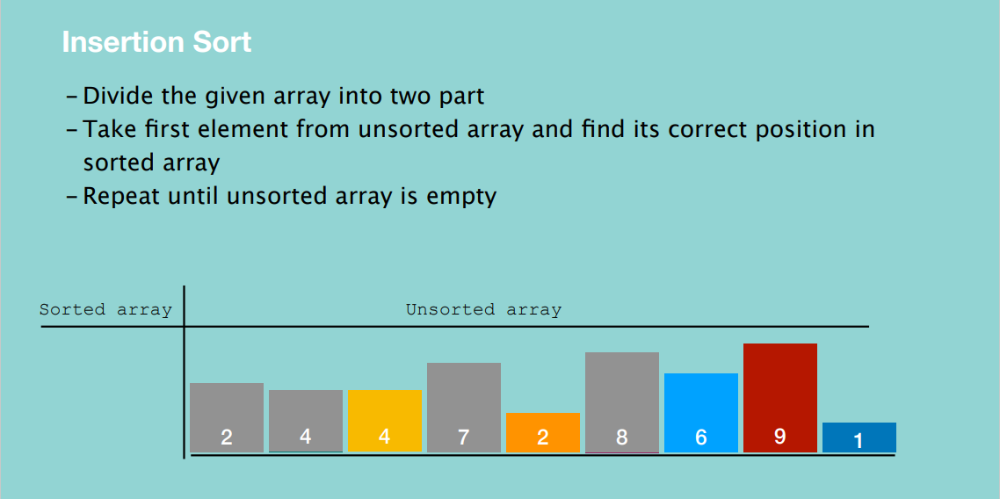 Insertion Sort
– Divide the given array into two part
– Take first element from unsorted array and find its correct position in
sorted array
– Repeat until unsorted array is empty
Sorted array Unsorted array
2 4 4 7 2 8 6 9 1